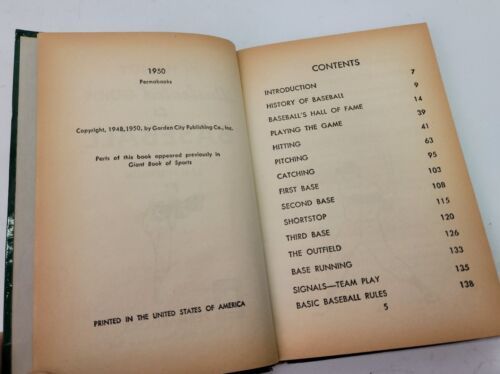 1950
Permabooks
Copyright, 1948, 1950, by Garden City Publishing Co., Inc.
Parts of this book appeared previously in
Giant Book of Sports
PRINTED IN THE UNITED STATES OF AMERICA
CONTENTS
INTRODUCTION 7
HISTORY OF BASEBALL 9
BASEBALL'S HALL OF FAME 14
PLAYING THE GAME 39
HITTING 41
PITCHING 63
CATCHING 95
FIRST BASE 103
SECOND BASE 108
SHORTSTOP 115
THIRD BASE 120
THE OUTFIELD 126
BASE RUNNING 133
SIGNALS—TEAM PLAY 135
BASIC BASEBALL RULES 138
5